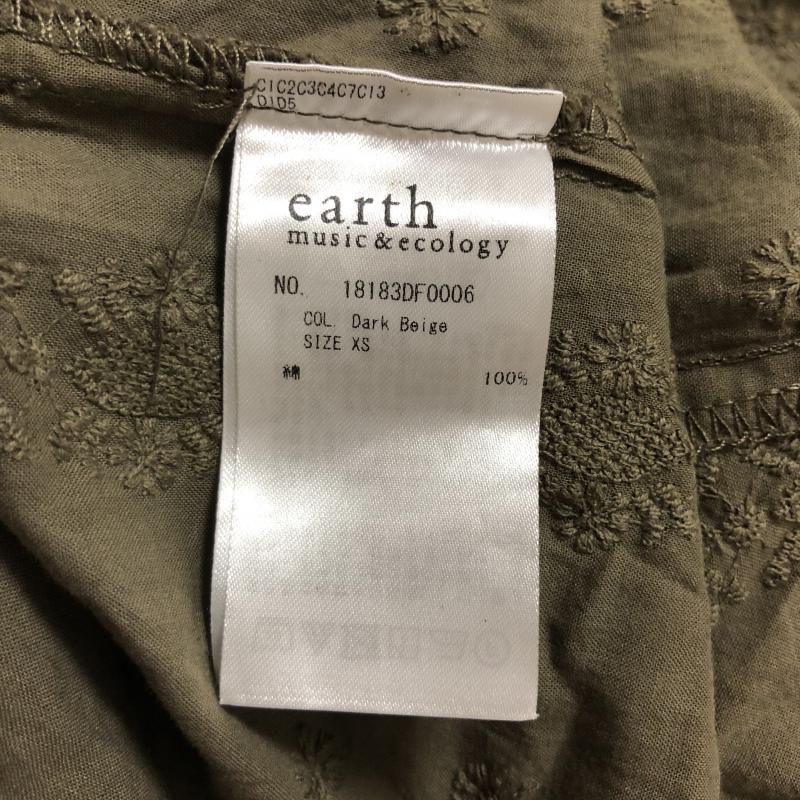 C1C2C3C4C7C13
D1D5
earth
music&ecology
NO. 18183DF0006
COL. Dark Beige
SIZE XS
綿 100%